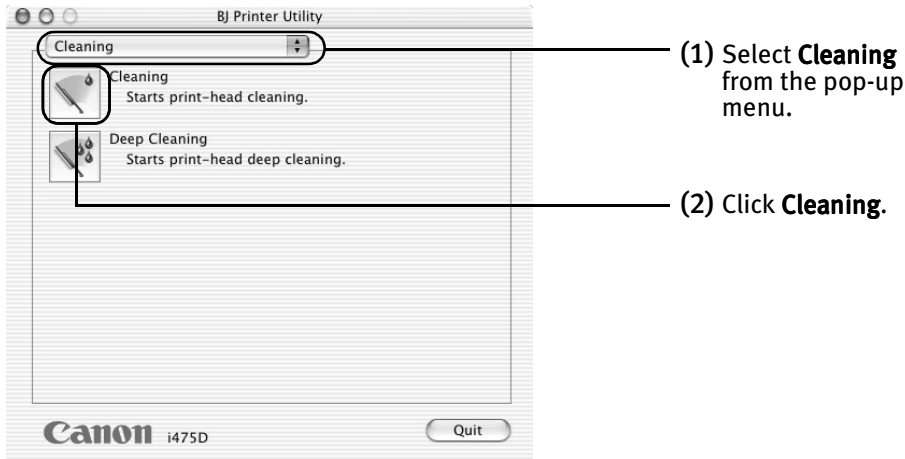 BJ Printer Utility
Cleaning
Cleaning
Starts print-head cleaning.
Deep Cleaning
Starts print-head deep cleaning.
Canon i475D
Quit
(1) Select Cleaning
from the pop-up
menu.
(2) Click Cleaning.